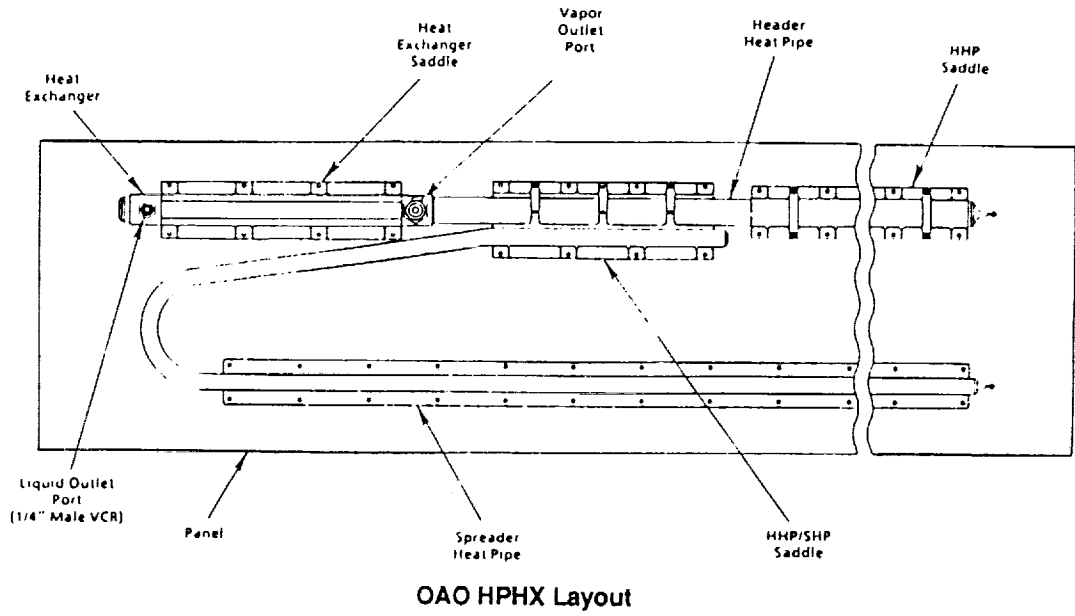 Heat
Exchanger
Heat
Exchanger
Saddle
Vapor
Outlet
Port
Header
Heat Pipe
HHP
Saddle
Liquid Outlet
Port
(1/4" Male VCR)
Panel
Spreader
Heat Pipe
HHP/SHP
Saddle
OAO HPHX Layout